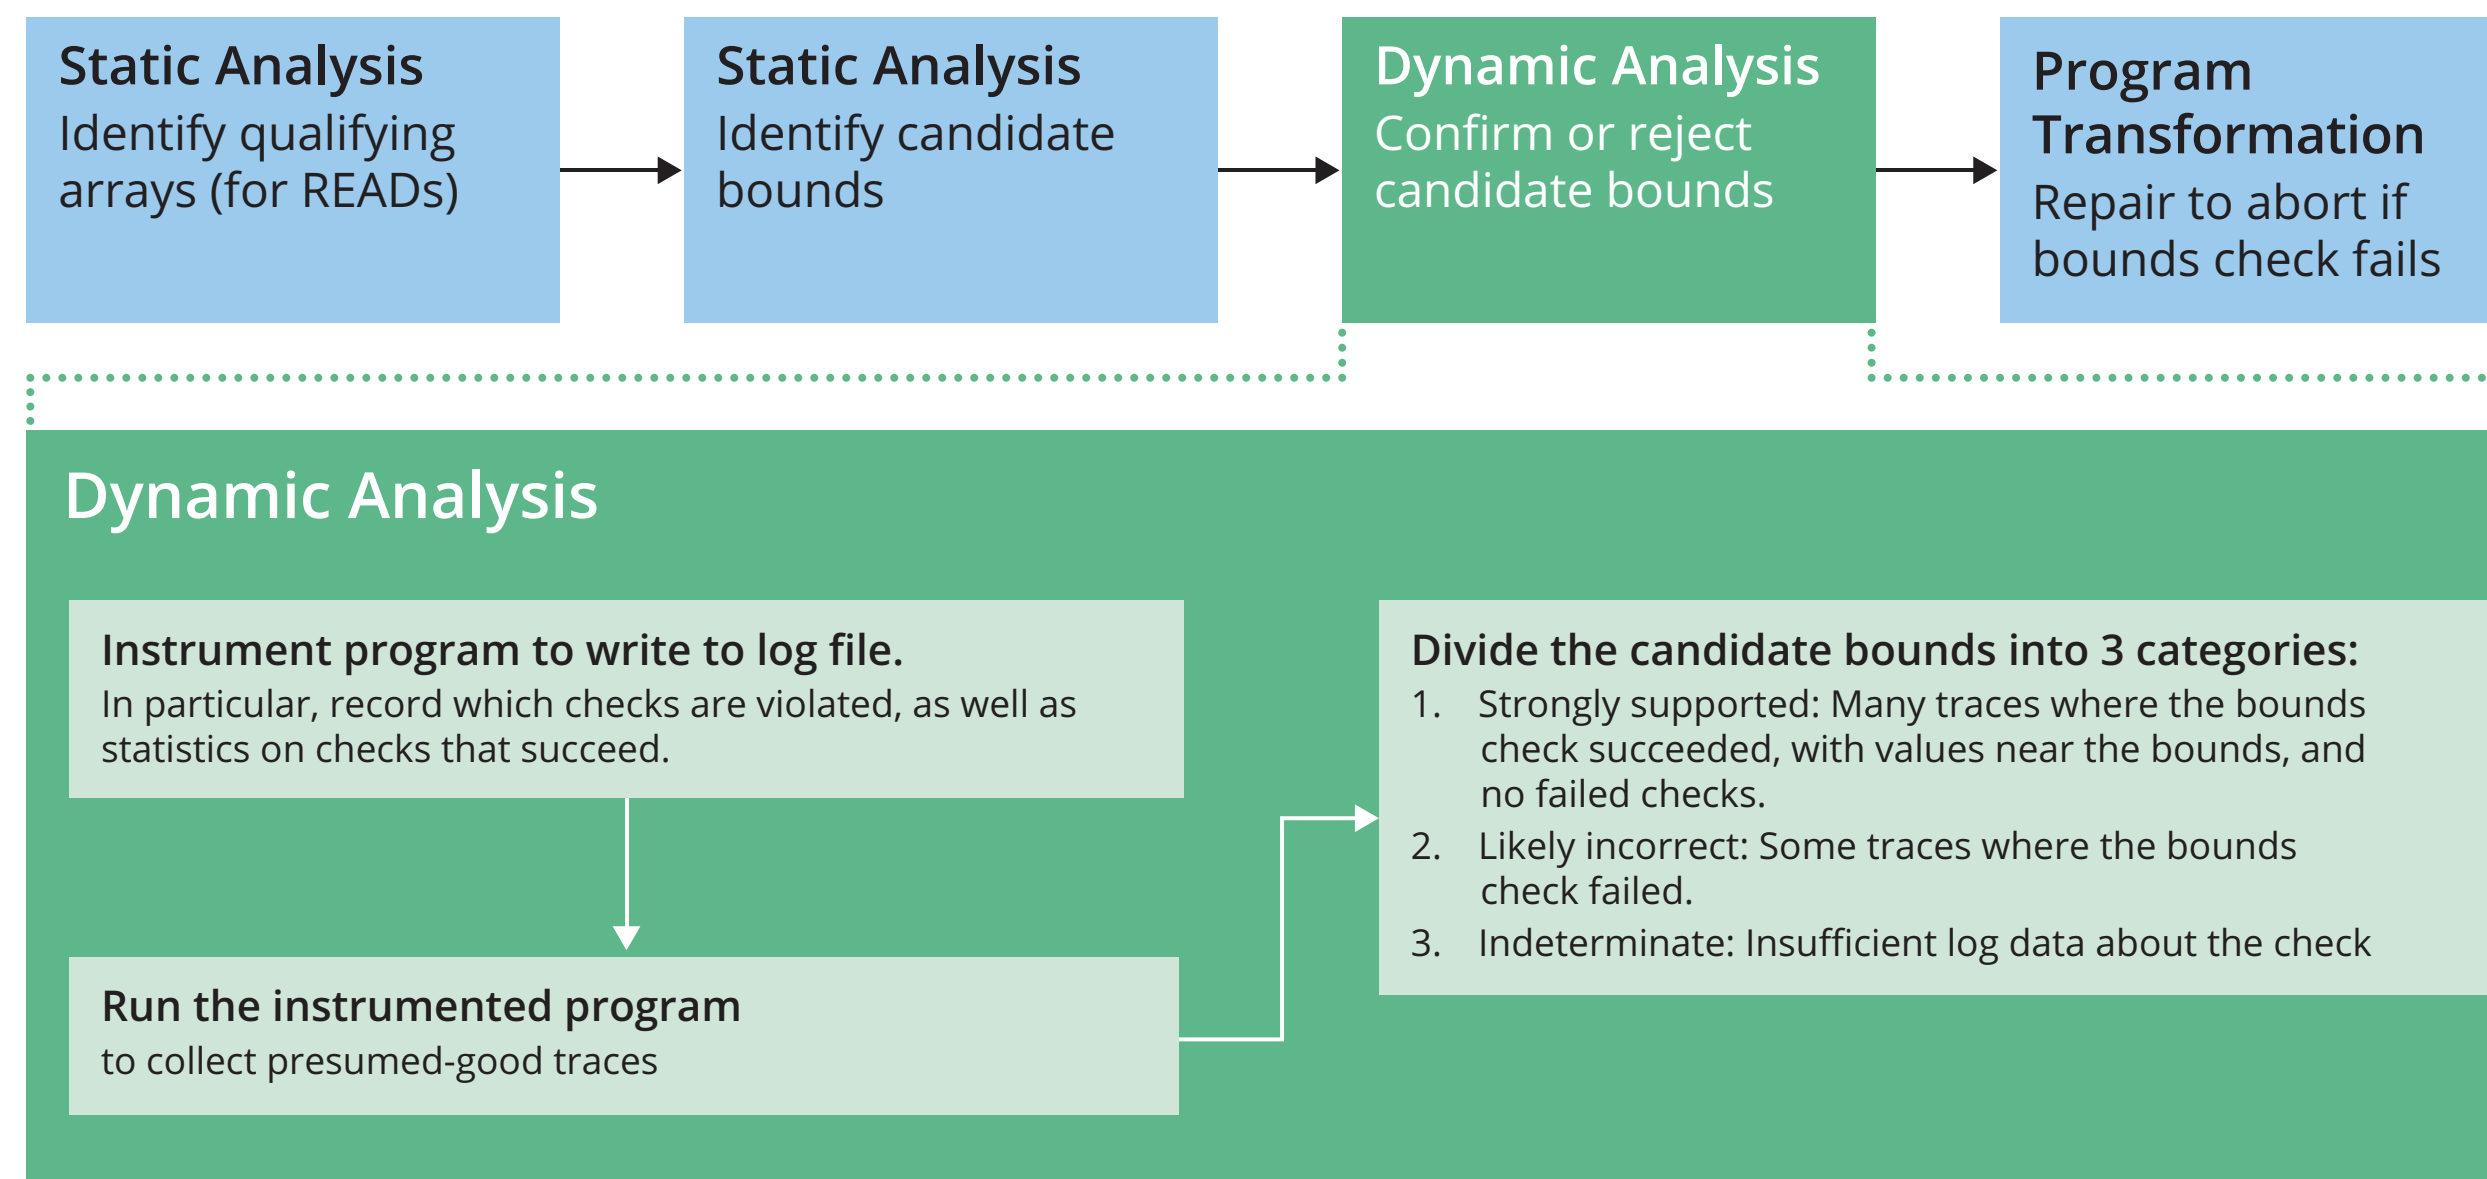 Static Analysis
Identify qualifying
arrays (for READs)
Static Analysis
Identify candidate
bounds
Dynamic Analysis
Confirm or reject
candidate bounds
Program
Transformation
Repair to abort if
bounds check fails
Dynamic Analysis
Instrument program to write to log file.
In particular, record which checks are violated, as well as
statistics on checks that succeed.
Run the instrumented program
to collect presumed-good traces
Divide the candidate bounds into 3 categories:
1. Strongly supported: Many traces where the bounds
check succeeded, with values near the bounds, and
no failed checks.
2. Likely incorrect: Some traces where the bounds
check failed.
3. Indeterminate: Insufficient log data about the check